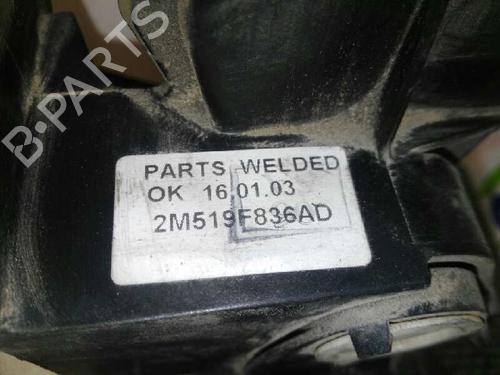 B-PARTS
PARTS WELDED
OK 16 01.03
2M519F836AD